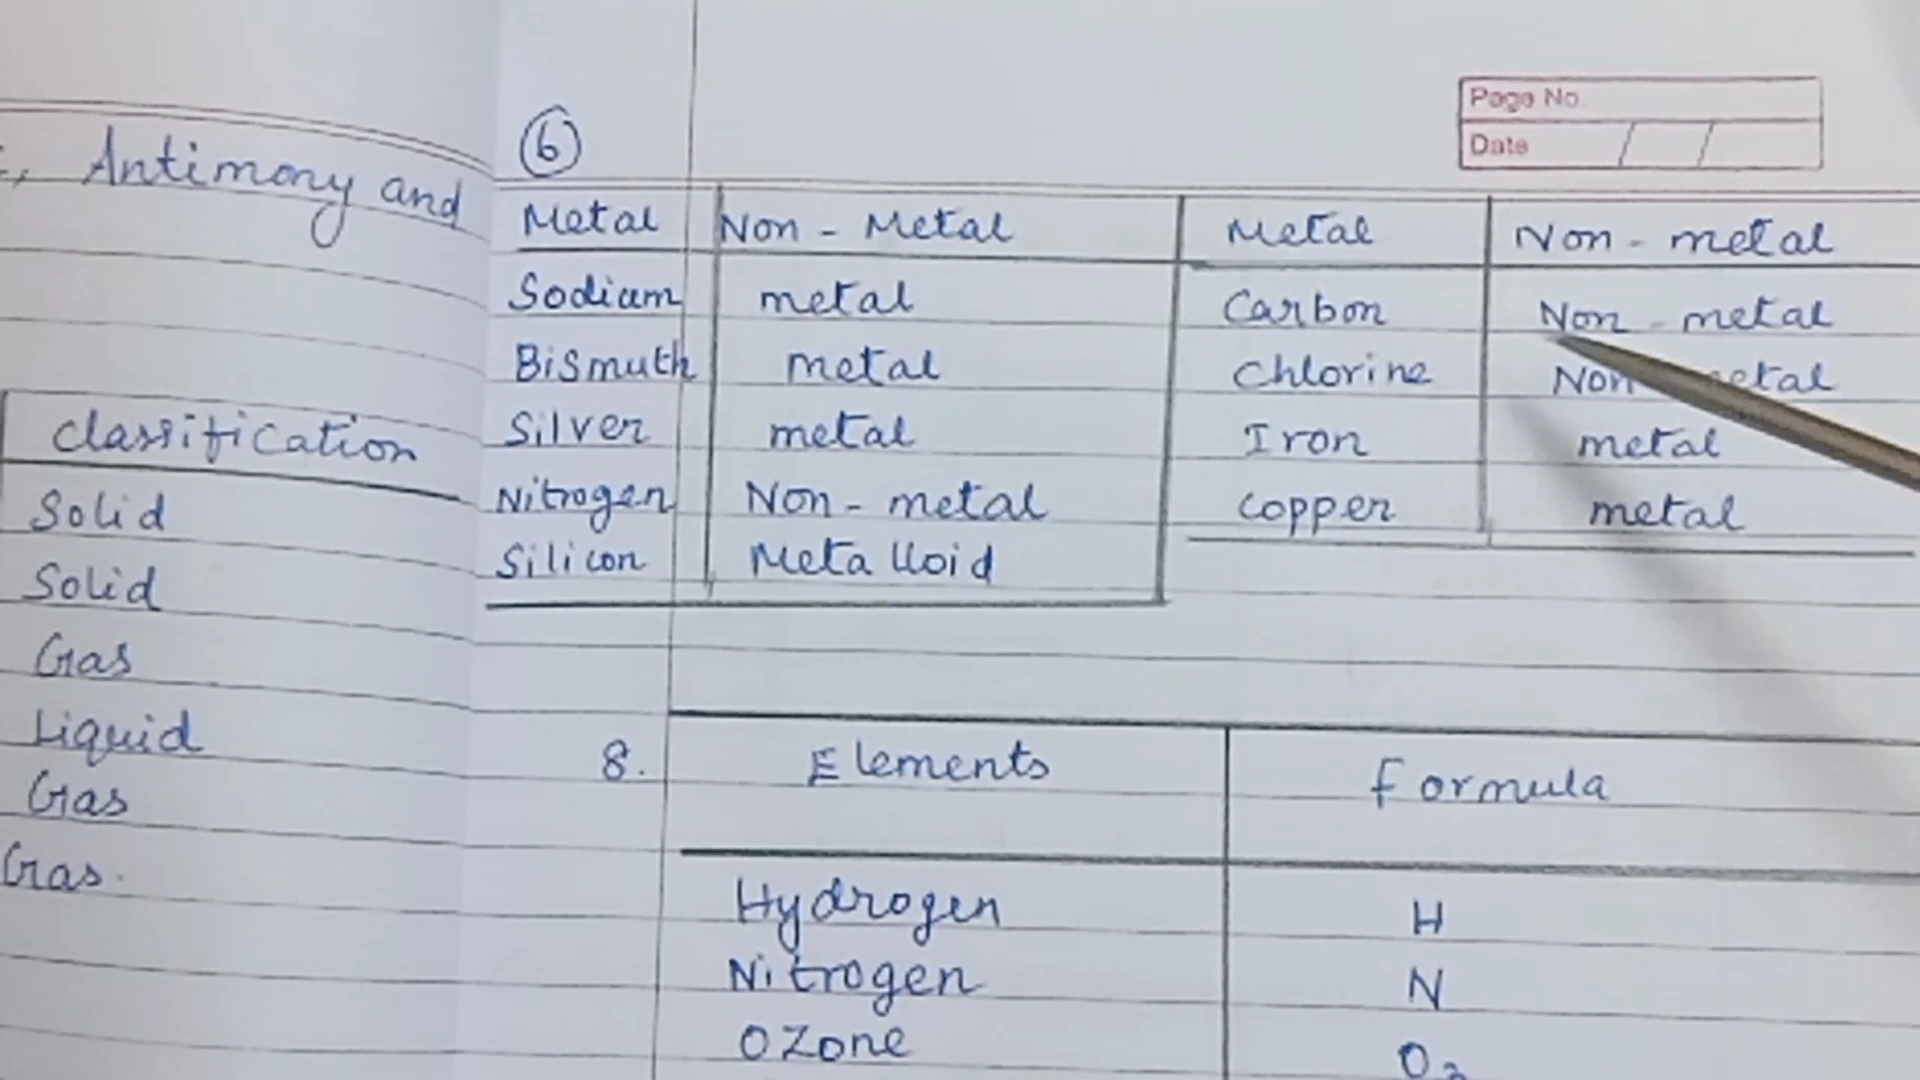 Page No.
Date / /
Antimony and
classification
Solid
Solid
Gas
Liquid
Gas
Gas.
6
Metal Non - Metal Metal Non - metal
Sodium metal Carbon Non - metal
Bismuth metal Chlorine Non etal
Silver metal Iron metal
Nitrogen Non - metal Copper metal
Silicon Metalloid
8. Elements Formula
Hydrogen H
Nitrogen N
OZone O